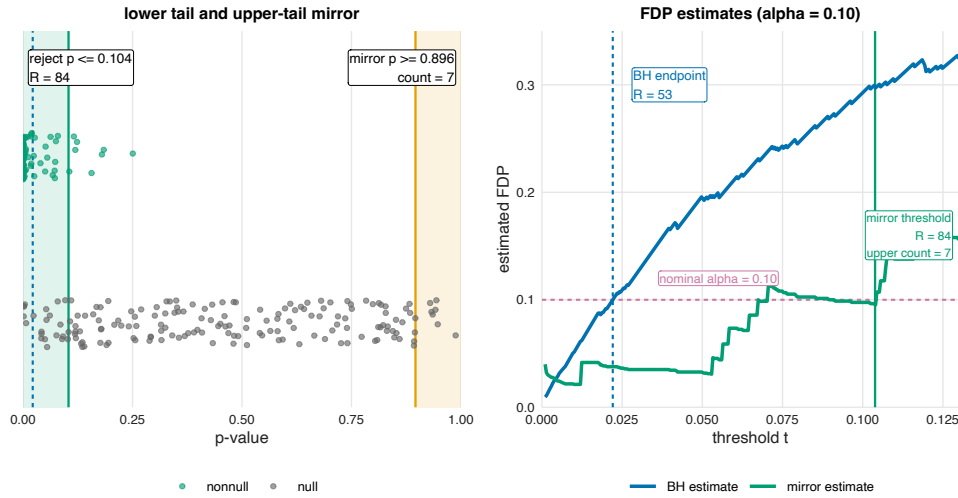 lower tail and upper-tail mirror
reject p <= 0.104
R = 84
mirror p >= 0.896
count = 7
0.00
0.25
0.50
0.75
1.00
p-value
nonnull
null
FDP estimates (alpha = 0.10)
estimated FDP
0.3
0.2
0.1
0.0
BH endpoint
R = 53
mirror threshold
R = 84
upper count = 7
nominal alpha = 0.10
0.000
0.025
0.050
0.075
0.100
0.125
threshold t
BH estimate
mirror estimate